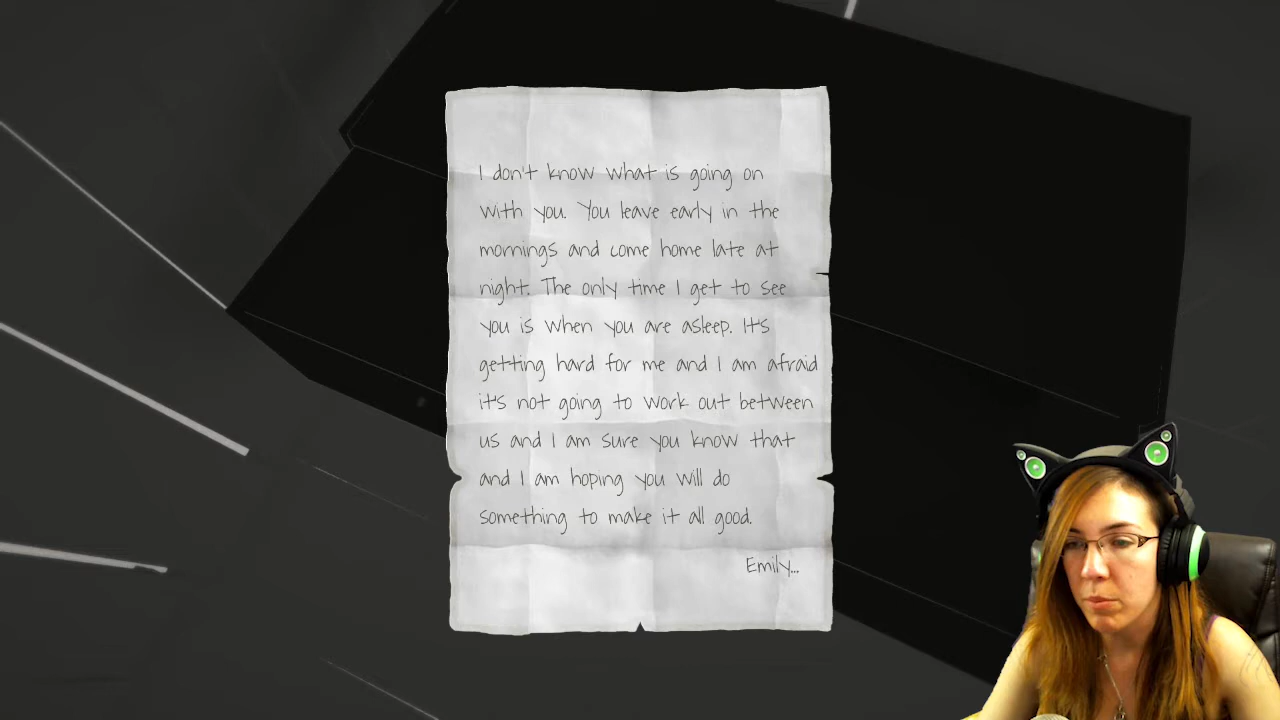 I don't know what is going on
with you. You leave early in the
mornings and come home late at
night. The only time I get to see
you is when you are asleep. It's
getting hard for me and I am afraid
it's not going to work out between
us and I am sure you know that
and I am hoping you will do
something to make it all good.
Emily...